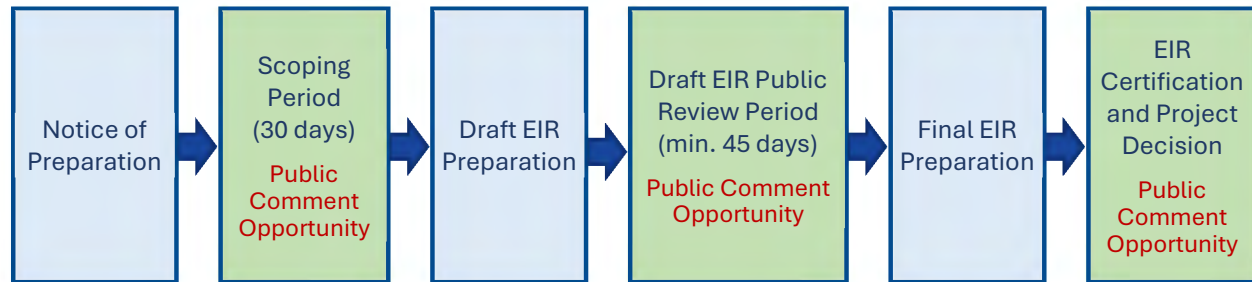 Notice of
Preparation
Scoping
Period
(30 days)
Public
Comment
Opportunity
Draft EIR
Preparation
Draft EIR Public
Review Period
(min. 45 days)
Public Comment
Opportunity
Final EIR
Preparation
EIR
Certification
and Project
Decision
Public
Comment
Opportunity